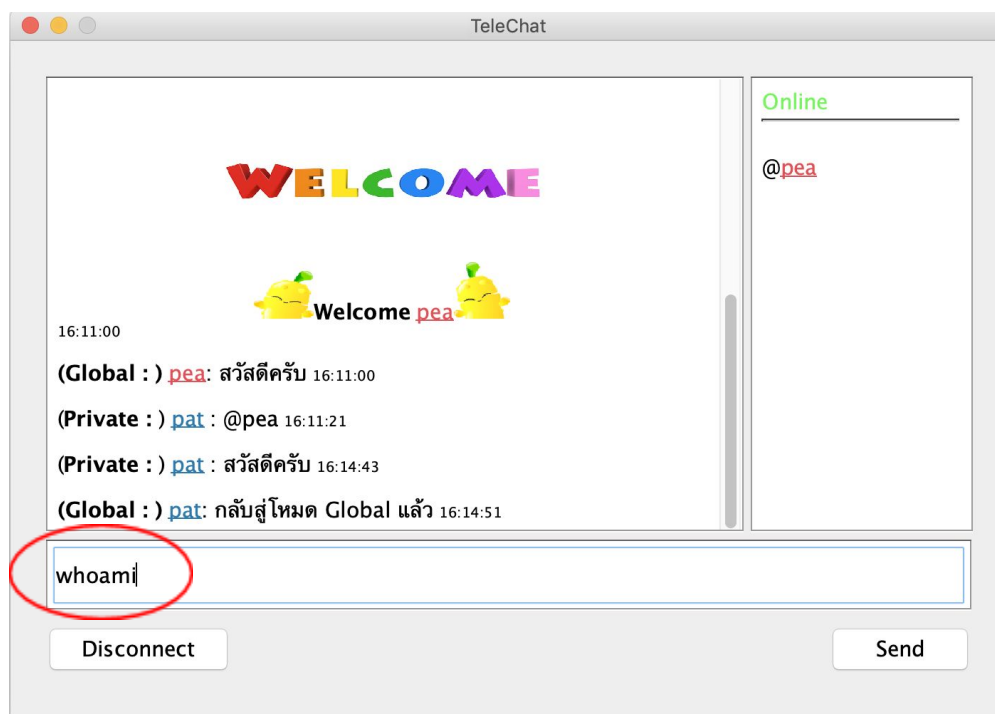 TeleChat
WELCOME
Welcome pea
16:11:00
(Global : ) pea: สวัสดีครับ 16:11:00
(Private : ) pat : @pea 16:11:21
(Private : ) pat : สวัสดีครับ 16:14:43
(Global : ) pat: กลับสู่โหมด Global แล้ว 16:14:51
Online
@pea
whoami
Disconnect
Send